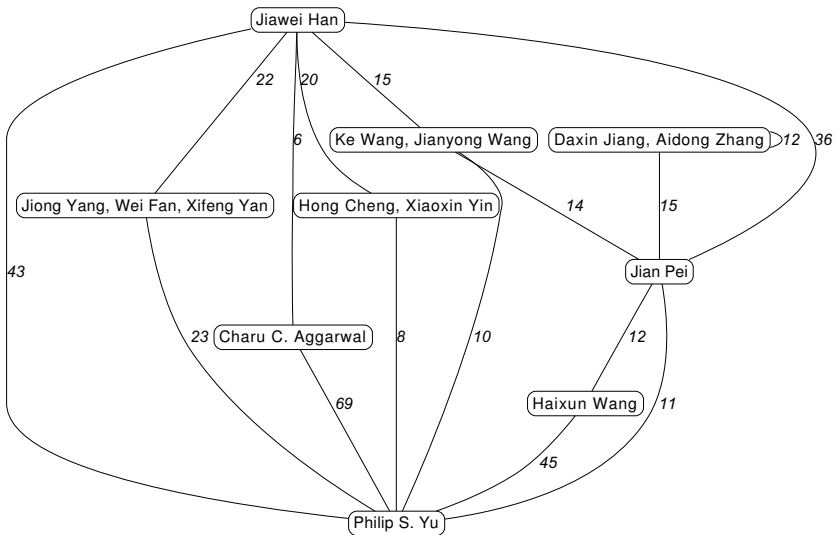 Jiawei Han
22
20
15
6
Ke Wang, Jianyong Wang
Daxin Jiang, Aidong Zhang
12
36
Jiong Yang, Wei Fan, Xifeng Yan
Hong Cheng, Xiaoxin Yin
14
15
43
Jian Pei
23
Charu C. Aggarwal
8
10
12
69
Haixun Wang
11
45
Philip S. Yu